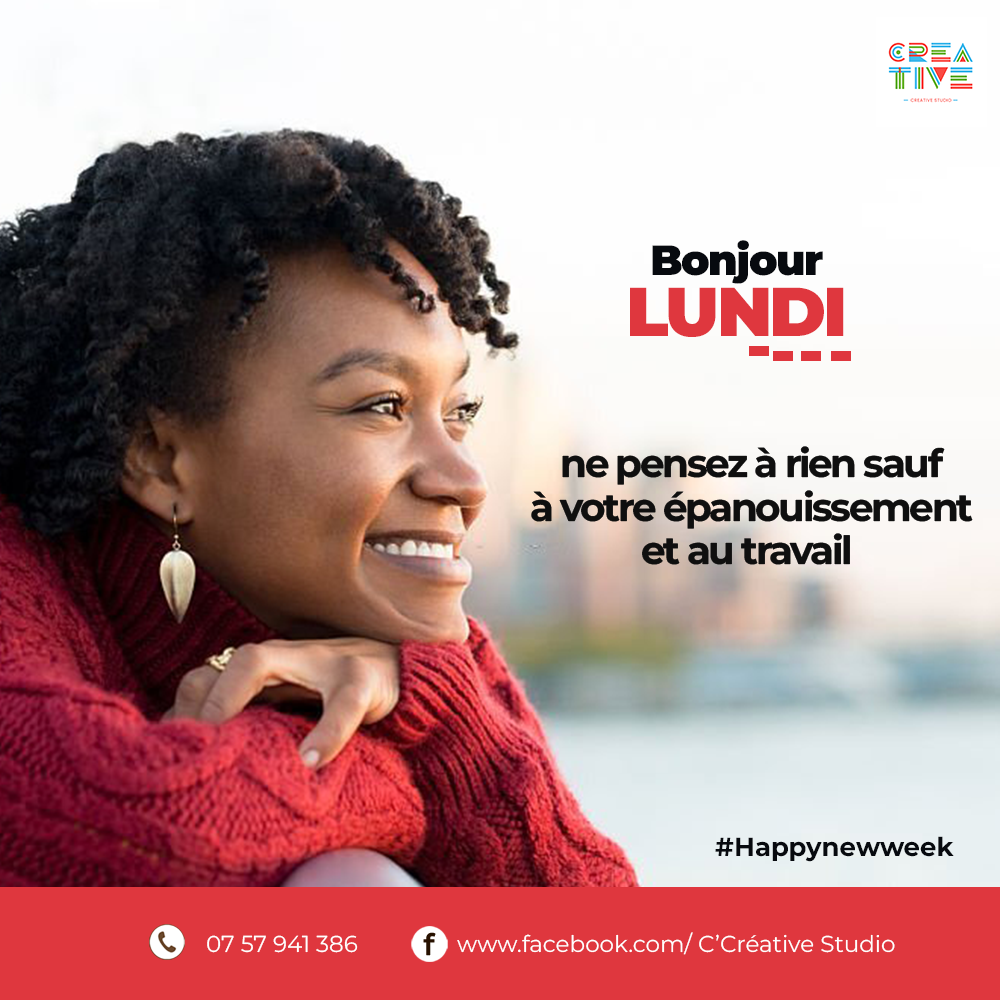 CREA
TIVE
CREATIVE STUDIO
Bonjour
LUNDI
ne pensez à rien sauf
à votre épanouissement
et au travail
#Happynewweek
07 57 941 386
www.facebook.com/ C’Créative Studio